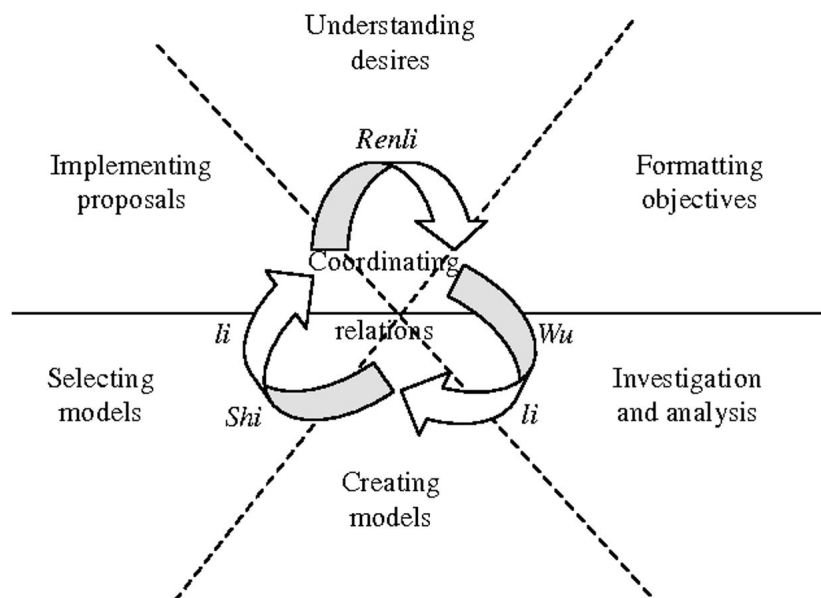 Understanding
desires
Renli
Implementing
proposals
Formatting
objectives
Coordinating
relations
li
Wu
Selecting
models
Shi
li
Investigation
and analysis
Creating
models